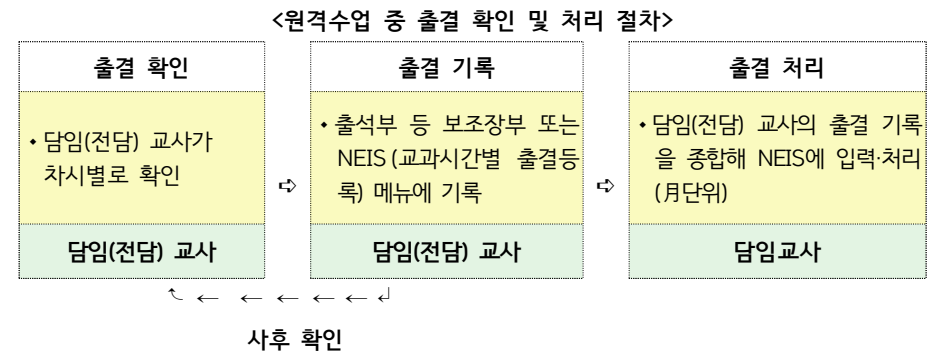 <원격수업 중 출결 확인 및 처리 절차>
출결 확인
출결 기록
출결 처리
• 담임(전담) 교사가
차시별로 확인
➪
• 출석부 등 보조장부 또는
NEIS(교과시간별 출결등
록) 메뉴에 기록
➪
• 담임(전담) 교사의 출결 기록
을 종합해 NEIS에 입력·처리
(月단위)
담임(전담) 교사
담임(전담) 교사
담임교사
사후 확인